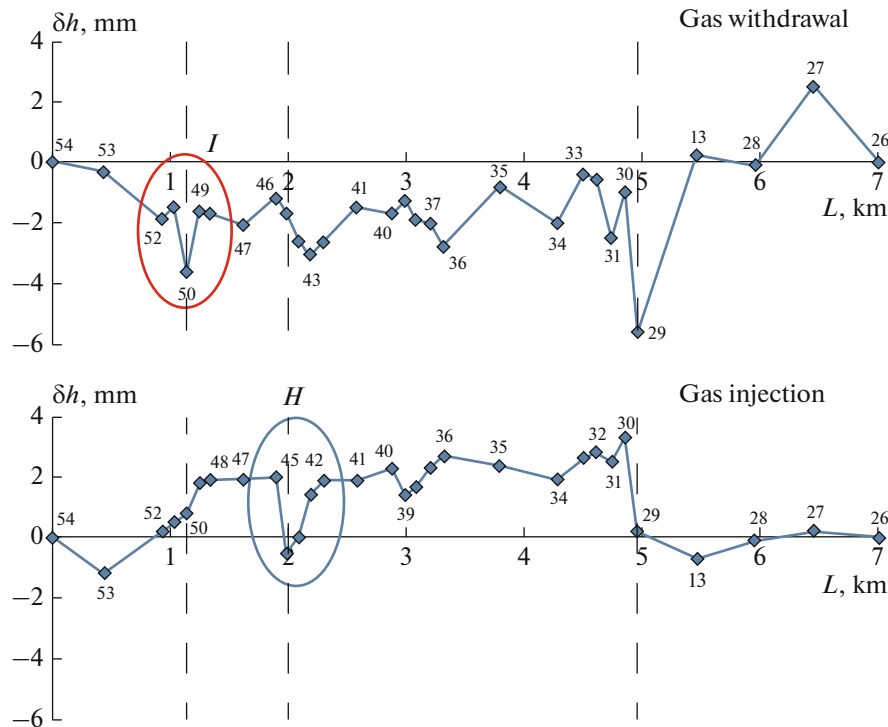 δh, mm Gas withdrawal
4
2
0
−2
−4
−6
54 53 52 I 49 50 47 46 43 41 40 37 36 35 34 33 31 30 29 13 28 27 26
1 2 3 4 5 6 7
L, km
δh, mm H Gas injection
4
2
0
−2
−4
−6
54 53 52 50 48 47 45 42 41 40 39 36 35 34 32 31 30 29 13 28 27 26
1 2 3 4 5 6 7
L, km